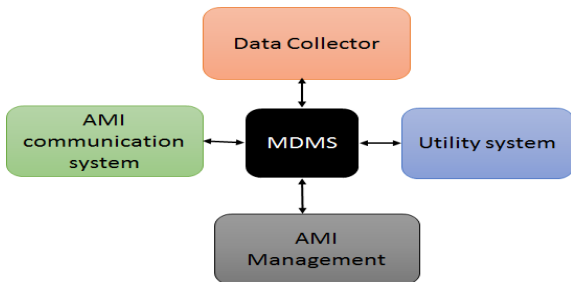 Data Collector
AMI
communication
system
MDMS
Utility system
AMI
Management